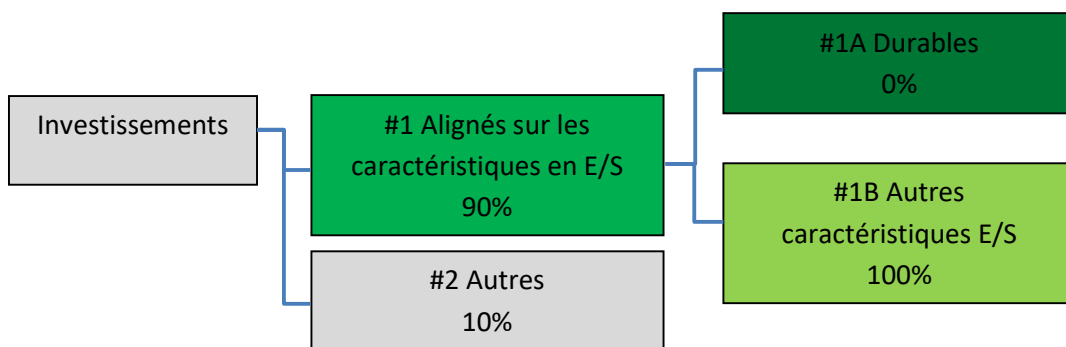 Investissements
#1 Alignés sur les
caractéristiques en E/S
90%
#2 Autres
10%
#1A Durables
0%
#1B Autres
caractéristiques E/S
100%